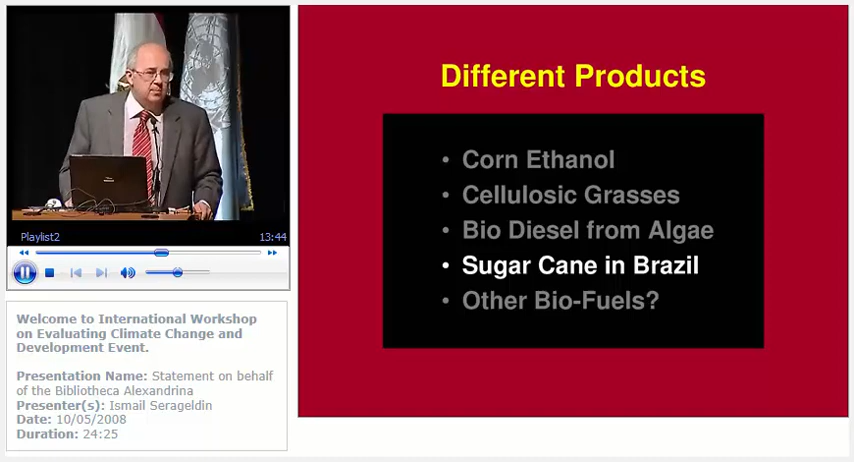 Different Products
• Corn Ethanol
• Cellulosic Grasses
• Bio Diesel from Algae
• Sugar Cane in Brazil
• Other Bio-Fuels?
Playlist2
13:44
Welcome to International Workshop
on Evaluating Climate Change and
Development Event.
Presentation Name: Statement on behalf
of the Bibliotheca Alexandrina
Presenter(s): Ismail Serageldin
Date: 10/05/2008
Duration: 24:25